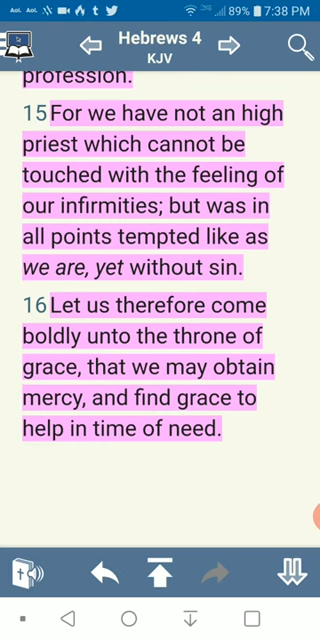 AOL. AOL. 89% 7:38 PM
Hebrews 4
KJV
profession.
15 For we have not an high
priest which cannot be
touched with the feeling of
our infirmities; but was in
all points tempted like as
we are, yet without sin.
16 Let us therefore come
boldly unto the throne of
grace, that we may obtain
mercy, and find grace to
help in time of need.